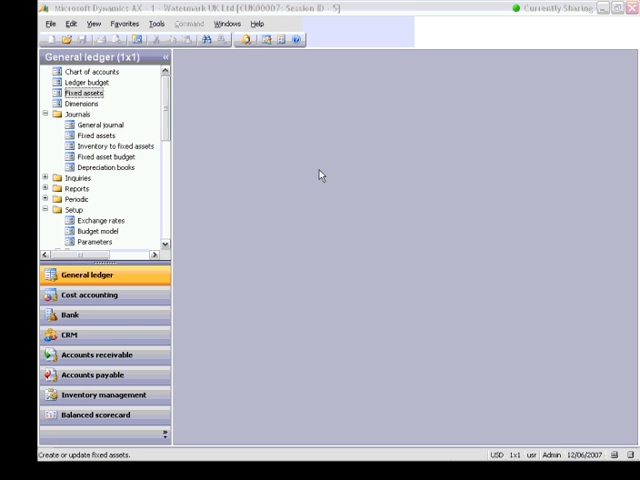 Microsoft Dynamics AX - 1 - Watermark UK Ltd [CUK00007: Session ID - 5]
Currently Sharing
File Edit View Favorites Tools Command Windows Help
General ledger (1x1)
Chart of accounts
Ledger budget
Fixed assets
Dimensions
Journals
General journal
Fixed assets
Inventory to fixed assets
Fixed asset budget
Depreciation books
Inquiries
Reports
Periodic
Setup
Exchange rates
Budget model
Parameters
General ledger
Cost accounting
Bank
CRM
Accounts receivable
Accounts payable
Inventory management
Balanced scorecard
Create or update fixed assets.
USD 1x1 usr Admin 12/06/2007